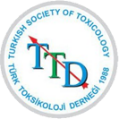 TURKISH SOCIETY OF TOXICOLOGY
TTD
TÜRK TOKSİKOLOJİ DERNEĞİ 1988